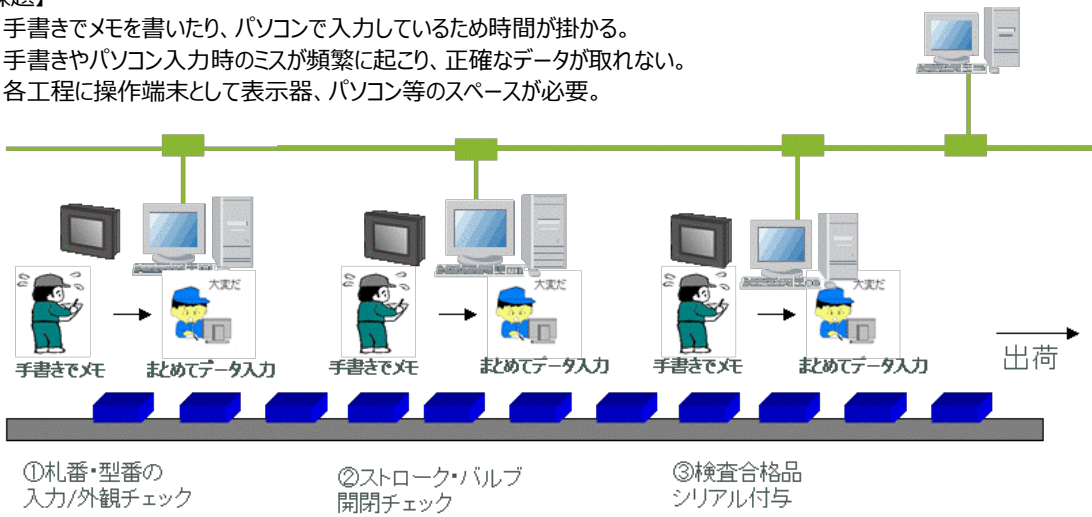 課題】
手書きでメモを書いたり、パソコンで入力しているため時間が掛かる。
手書きやパソコン入力時のミスが頻繁に起こり、正確なデータが取れない。
各工程に操作端末として表示器、パソコン等のスペースが必要。
大変だ
大変だ
大変だ
手書きでメモ
まとめてデータ入力
手書きでメモ
まとめてデータ入力
手書きでメモ
まとめてデータ入力
出荷
①札番・型番の
入力/外観チェック
②ストローク・バルブ
開閉チェック
③検査合格品
シリアル付与